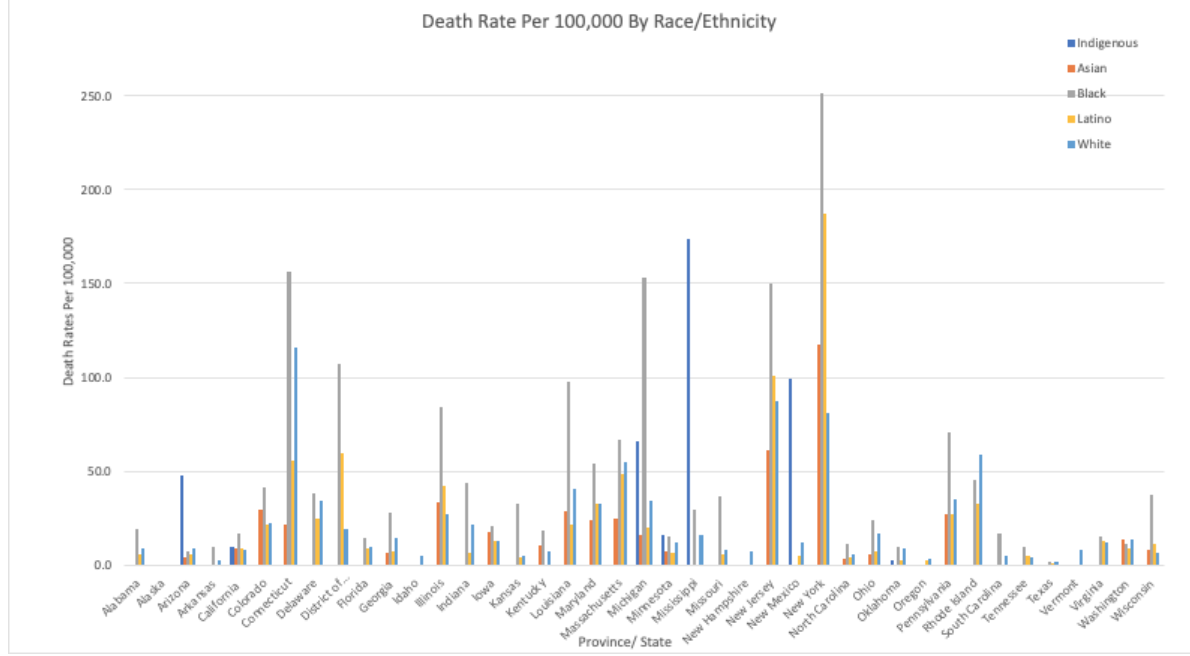 Death Rate Per 100,000 By Race/Ethnicity
Indigenous
Asian
Black
Latino
White
250.0
200.0
150.0
100.0
50.0
0.0
Death Rates Per 100,000
Alabama
Alaska
Arizona
Arkansas
California
Colorado
Connecticut
Delaware
District of…
Florida
Georgia
Idaho
Illinois
Indiana
Iowa
Kansas
Kentucky
Louisiana
Maryland
Massachusetts
Michigan
Minnesota
Mississippi
Missouri
New Hampshire
New Jersey
New Mexico
New York
North Carolina
Ohio
Oklahoma
Oregon
Pennsylvania
Rhode Island
South Carolina
Tennessee
Texas
Vermont
Virginia
Washington
Wisconsin
Province/ State